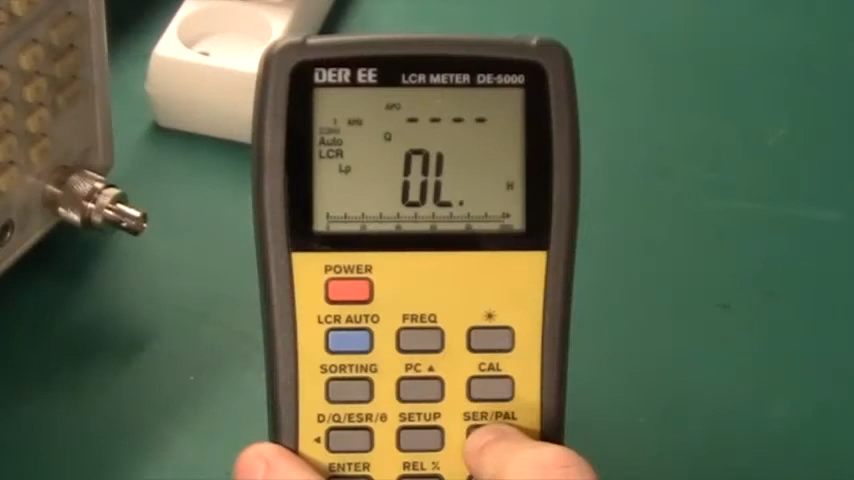 DER EE LCR METER DE-5000
APO
1 KHz
- - - -
Auto
Q
LCR
Lp
OL.
H
POWER
LCR AUTO FREQ ☀
SORTING PC ▲ CAL
D/Q/ESR/θ SETUP SER/PAL
◄
ENTER REL %